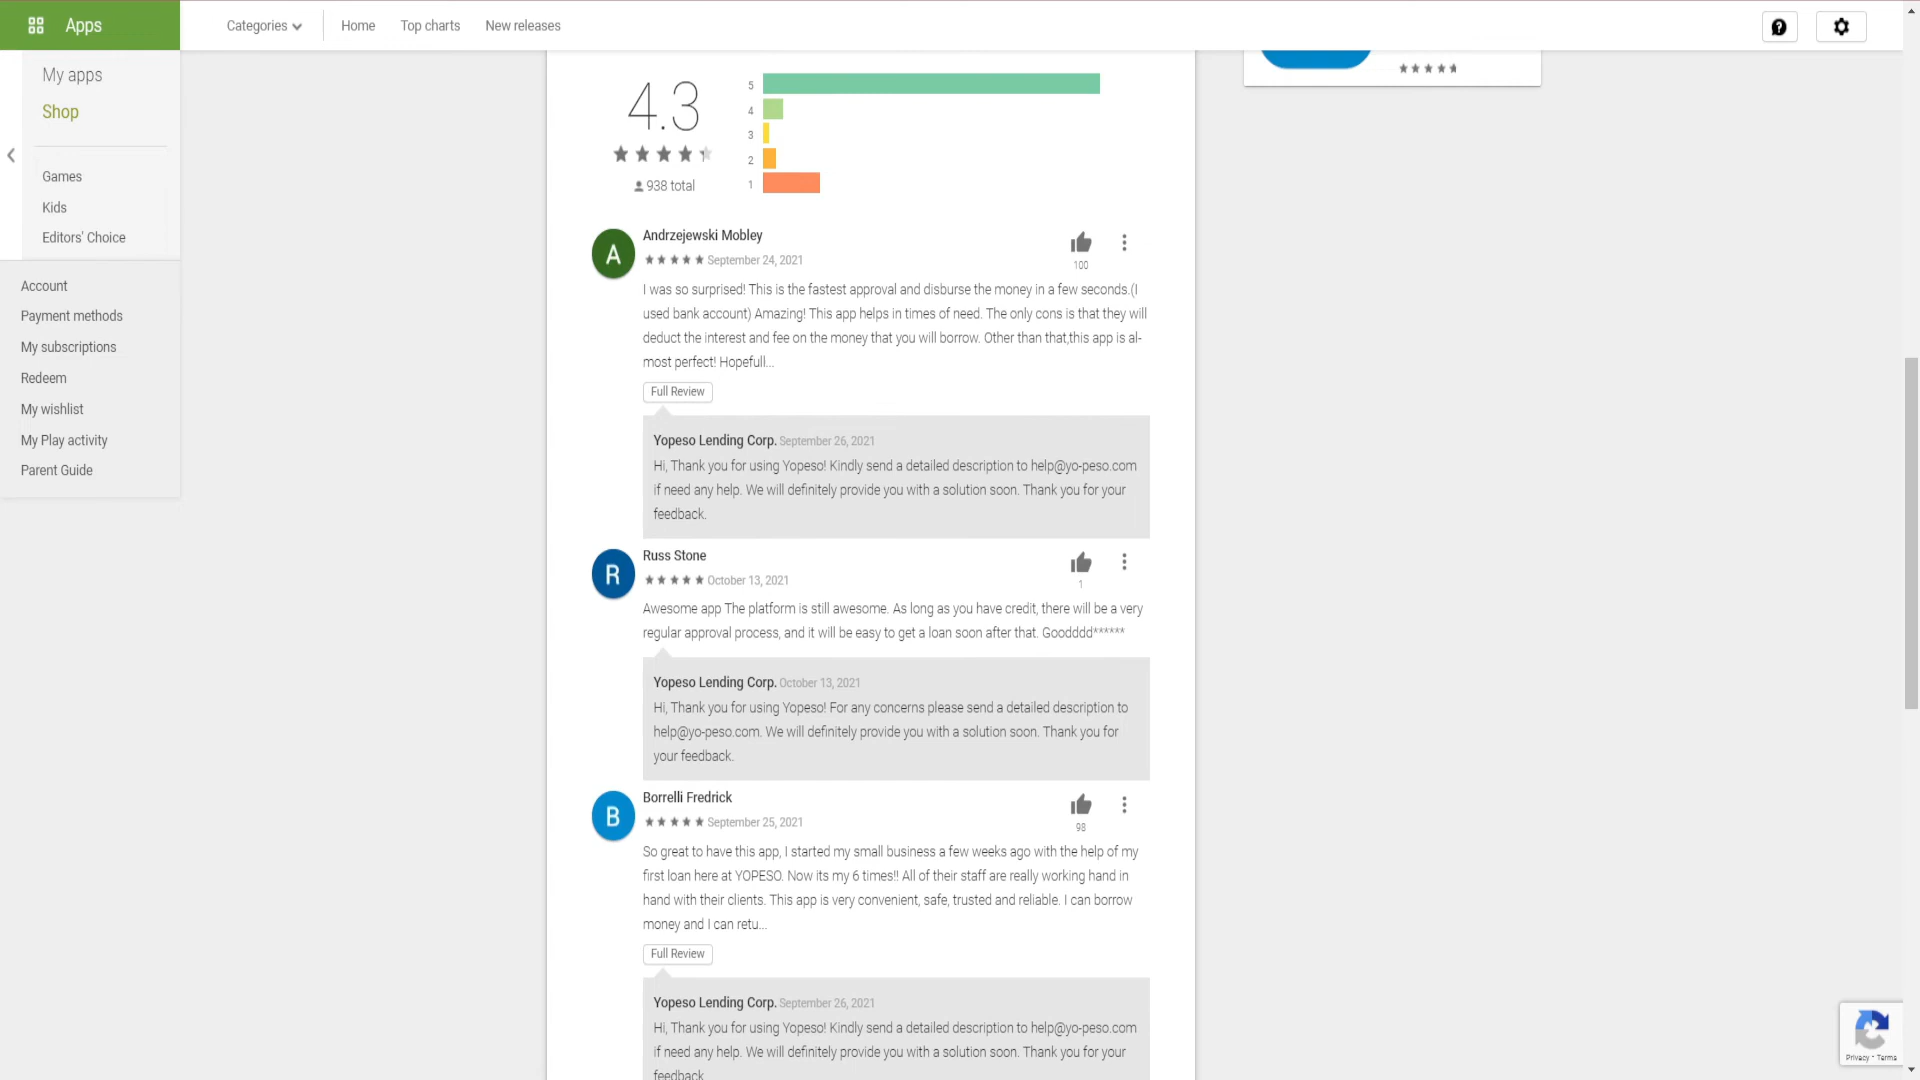 Apps
Categories
Home
Top charts
New releases
My apps
Shop
Games
Kids
Editors' Choice
Account
Payment methods
My subscriptions
Redeem
My wishlist
My Play activity
Parent Guide
4.3
938 total
5
4
3
2
1
A
Andrzejewski Mobley
September 24, 2021
100
I was so surprised! This is the fastest approval and disburse the money in a few seconds.(I
used bank account) Amazing! This app helps in times of need. The only cons is that they will
deduct the interest and fee on the money that you will borrow. Other than that,this app is al-
most perfect! Hopefull...
Full Review
Yopeso Lending Corp. September 26, 2021
Hi, Thank you for using Yopeso! Kindly send a detailed description to help@yo-peso.com
if need any help. We will definitely provide you with a solution soon. Thank you for your
feedback.
R
Russ Stone
October 13, 2021
1
Awesome app The platform is still awesome. As long as you have credit, there will be a very
regular approval process, and it will be easy to get a loan soon after that. Goodddd******
Yopeso Lending Corp. October 13, 2021
Hi, Thank you for using Yopeso! For any concerns please send a detailed description to
help@yo-peso.com. We will definitely provide you with a solution soon. Thank you for
your feedback.
B
Borrelli Fredrick
September 25, 2021
98
So great to have this app, I started my small business a few weeks ago with the help of my
first loan here at YOPESO. Now its my 6 times!! All of their staff are really working hand in
hand with their clients. This app is very convenient, safe, trusted and reliable. I can borrow
money and I can retu...
Full Review
Yopeso Lending Corp. September 26, 2021
Hi, Thank you for using Yopeso! Kindly send a detailed description to help@yo-peso.com
if need any help. We will definitely provide you with a solution soon. Thank you for your
feedback
Privacy - Terms